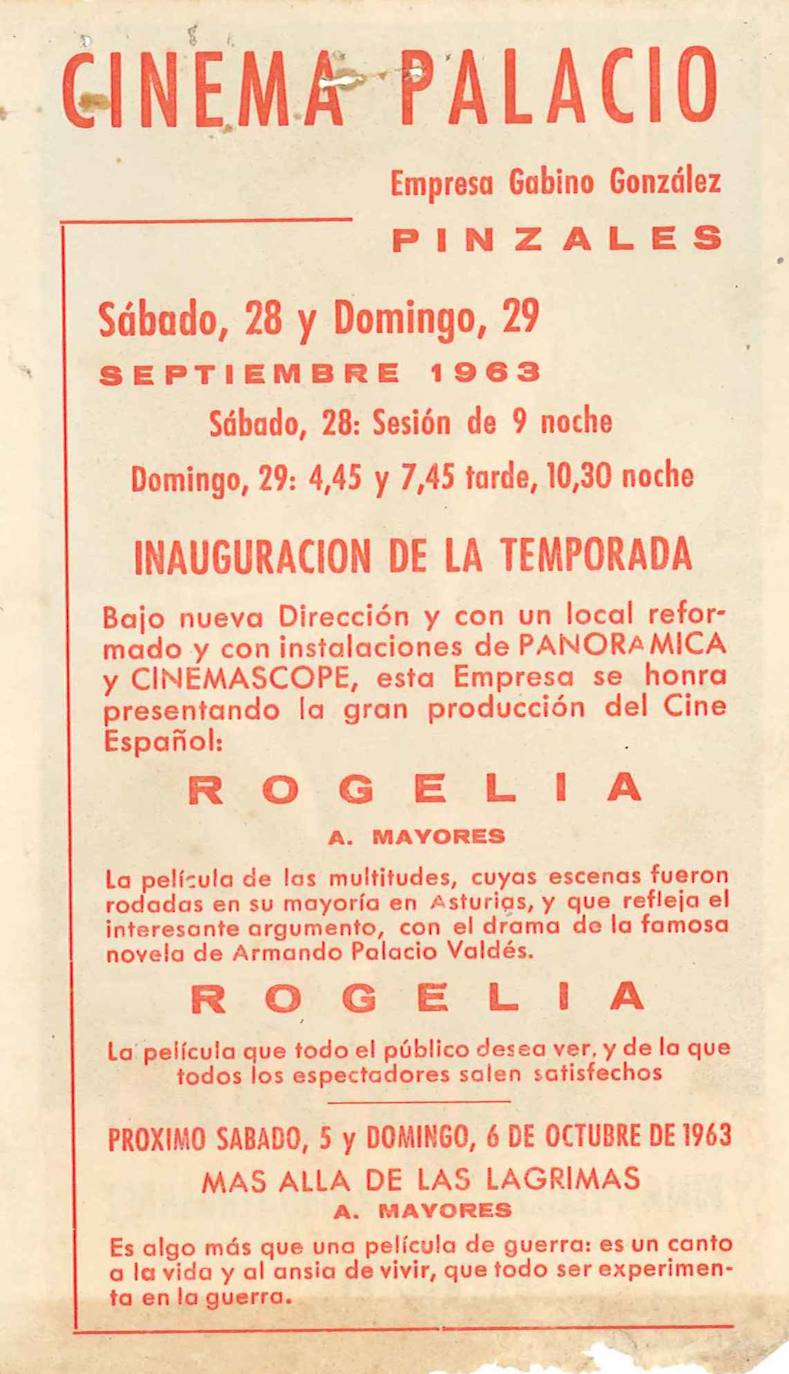 CINEMA PALACIO
Empresa Gabino González
PINZALES
Sábado, 28 y Domingo, 29
SEPTIEMBRE 1963
Sábado, 28: Sesión de 9 noche
Domingo, 29: 4,45 y 7,45 tarde, 10,30 noche
INAUGURACION DE LA TEMPORADA
Bajo nueva Dirección y con un local refor-
mado y con instalaciones de PANORAMICA
y CINEMASCOPE, esta Empresa se honra
presentando la gran producción del Cine
Español:
ROGELIA
A. MAYORES
La película de las multitudes, cuyas escenas fueron
rodadas en su mayoría en Asturias, y que refleja el
interesante argumento, con el drama de la famosa
novela de Armando Palacio Valdés.
ROGELIA
La película que todo el público desea ver, y de la que
todos los espectadores salen satisfechos
PROXIMO SABADO, 5 y DOMINGO, 6 DE OCTUBRE DE 1963
MAS ALLA DE LAS LAGRIMAS
A. MAYORES
Es algo más que una película de guerra: es un canto
a la vida y al ansia de vivir, que todo ser experimen-
ta en la guerra.